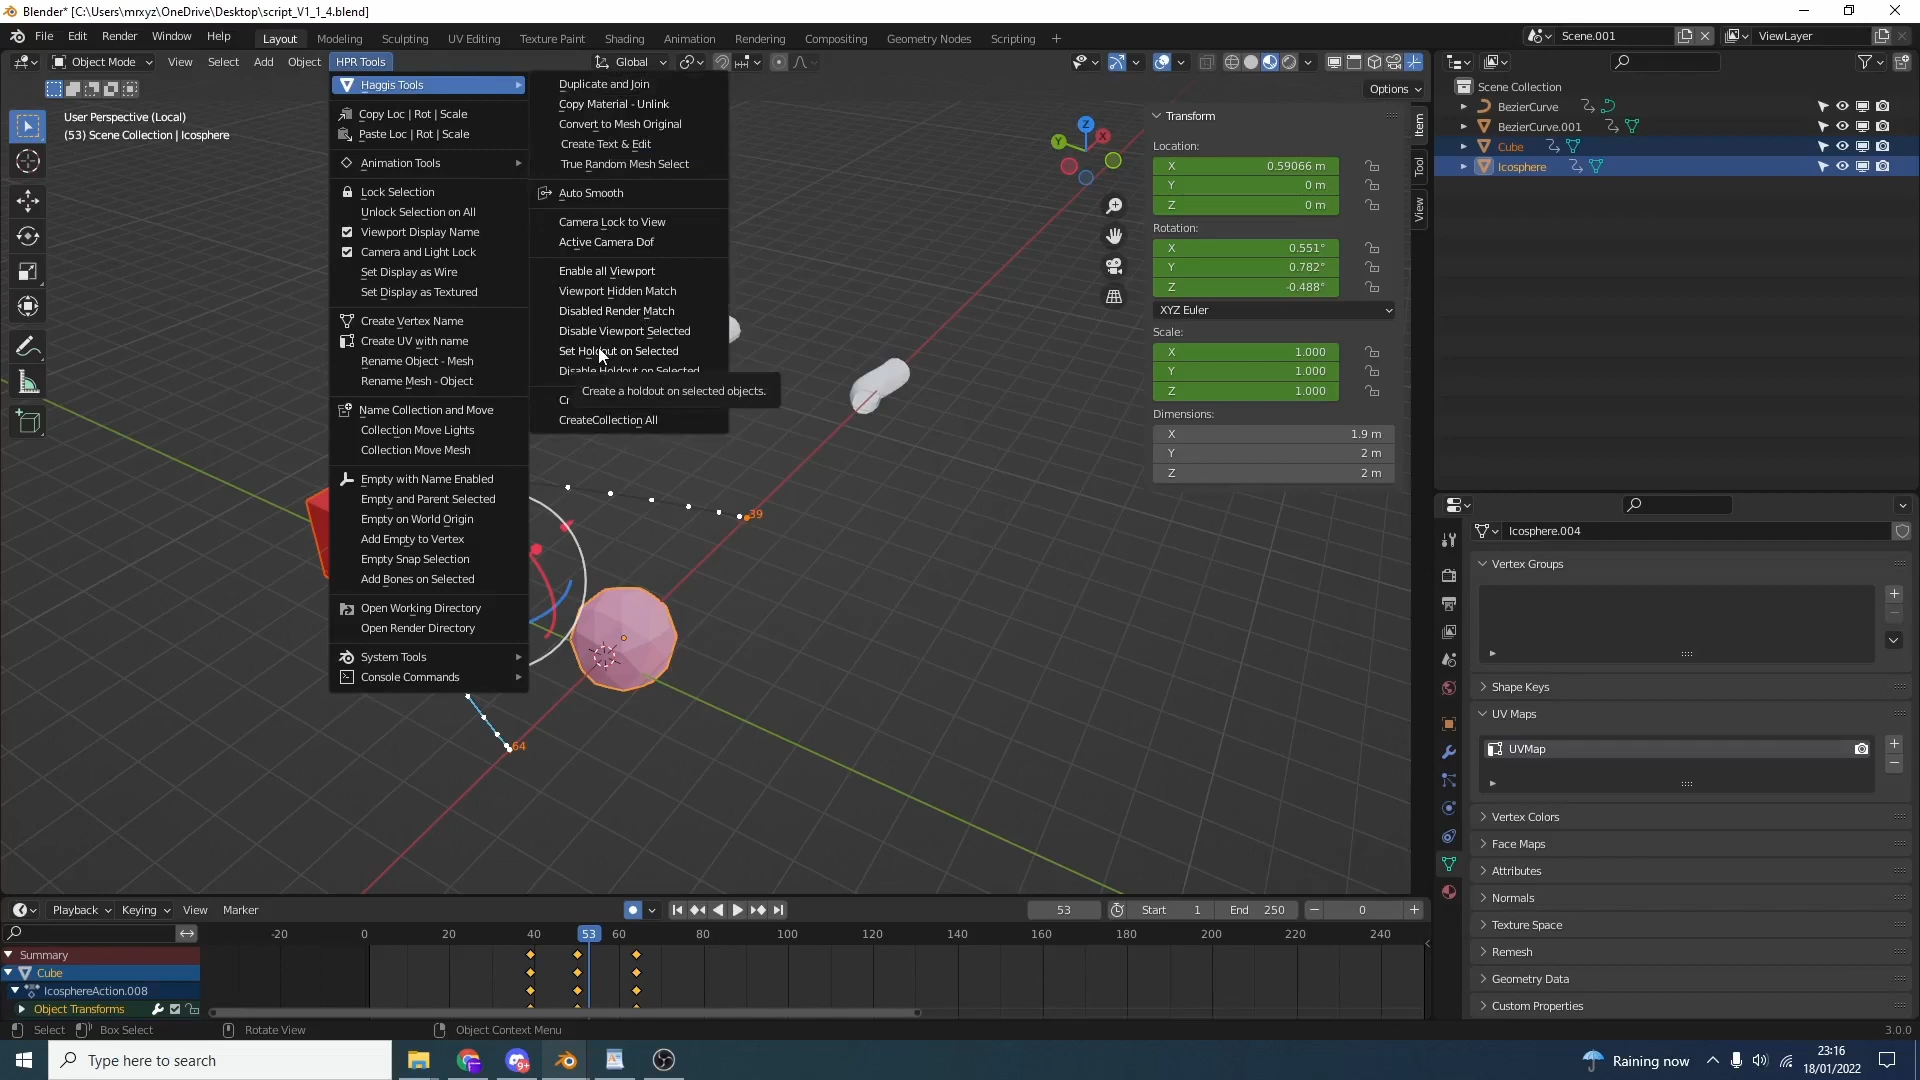 Blender* [C:\Users\mrxyz\OneDrive\Desktop\script_V1_1_4.blend]
File Edit Render Window Help
Layout Modeling Sculpting UV Editing Texture Paint Shading Animation Rendering Compositing Geometry Nodes Scripting
Scene.001
ViewLayer
Object Mode View Select Add Object HPR Tools
Global
Options
User Perspective (Local)
(53) Scene Collection | Icosphere
Haggis Tools
Copy Loc | Rot | Scale
Paste Loc | Rot | Scale
Animation Tools
Lock Selection
Unlock Selection on All
Viewport Display Name
Camera and Light Lock
Set Display as Wire
Set Display as Textured
Create Vertex Name
Create UV with name
Rename Object - Mesh
Rename Mesh - Object
Name Collection and Move
Collection Move Lights
Collection Move Mesh
Empty with Name Enabled
Empty and Parent Selected
Empty on World Origin
Add Empty to Vertex
Empty Snap Selection
Add Bones on Selected
Open Working Directory
Open Render Directory
System Tools
Console Commands
Duplicate and Join
Copy Material - Unlink
Convert to Mesh Original
Create Text & Edit
True Random Mesh Select
Auto Smooth
Camera Lock to View
Active Camera Dof
Enable all Viewport
Viewport Hidden Match
Disabled Render Match
Disable Viewport Selected
Set Holdout on Selected
Disable Holdout on Selected
Create a holdout on selected objects.
CreateCollection All
39
64
Z
Y
X
Transform
Location:
X 0.59066 m
Y 0 m
Z 0 m
Rotation:
X 0.551°
Y 0.782°
Z -0.488°
XYZ Euler
Scale:
X 1.000
Y 1.000
Z 1.000
Dimensions:
X 1.9 m
Y 2 m
Z 2 m
Item
Tool
View
Scene Collection
BezierCurve
BezierCurve.001
Cube
Icosphere
Icosphere.004
Vertex Groups
Shape Keys
UV Maps
UVMap
Vertex Colors
Face Maps
Attributes
Normals
Texture Space
Remesh
Geometry Data
Custom Properties
Playback Keying View Marker
53 Start 1 End 250 0
-20 0 40 53 60 80 100 120 140 160 180 200 220 240
Summary
Cube
IcosphereAction.008
Object Transforms
Select Box Select Rotate View Object Context Menu
3.0.0
Type here to search
9+
Raining now
23:16
18/01/2022